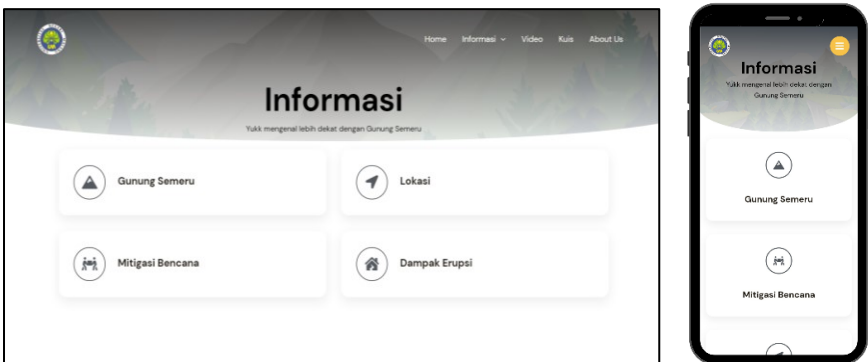 Home Informasi Video Kuis About Us
Informasi
Yukk mengenal lebih dekat dengan Gunung Semeru
Gunung Semeru
Lokasi
Mitigasi Bencana
Dampak Erupsi
Informasi
Yukk mengenal lebih dekat dengan
Gunung Semeru
Gunung Semeru
Mitigasi Bencana